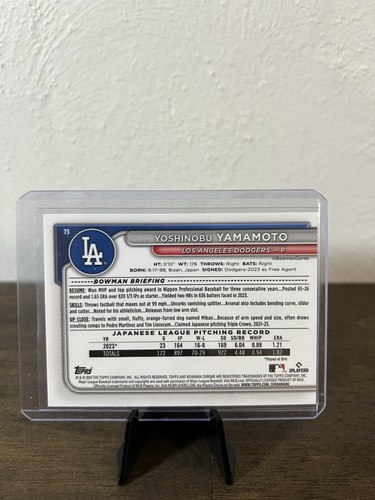 73
LA
YOSHINOBU YAMAMOTO
LOS ANGELES DODGERS - P
#BowmanCards
HT: 5'10" WT: 176 THROWS: Right BATS: Right
BORN: 8-17-98, Bizen, Japan SIGNED: Dodgers-2023 as Free Agent
BOWMAN BRIEFING
RESUME: Won MVP and top pitching award in Nippon Professional Baseball for three consecutive years...Posted 65-26
record and 1.65 ERA over 820 1/3 IPs as starter...Yielded two HRs in 636 batters faced in 2023.
SKILLS: Throws fastball that maxes out at 99 mph...Uncorks vanishing splitter...Arsenal also includes bending curve, slider
and cutter...Noted for his athleticism...Releases from low slot.
UP CLOSE: Travels with small, fluffy, orange-furred dog named Mikan...Because of arm speed and size, often
draws scouting comps to Pedro Martinez and Tim Lincecum...Claimed Japanese pitching Triple Crown, 2021-23.
JAPANESE LEAGUE PITCHING RECORD
YR G IP W-L SO SO/BB WHIP ERA
2023* 23 164 16-6 169 6.04 0.88 1.21
TOTALS 172 897 70-29 922 4.48 0.94 1.82
Topps
MLB PLAYERS